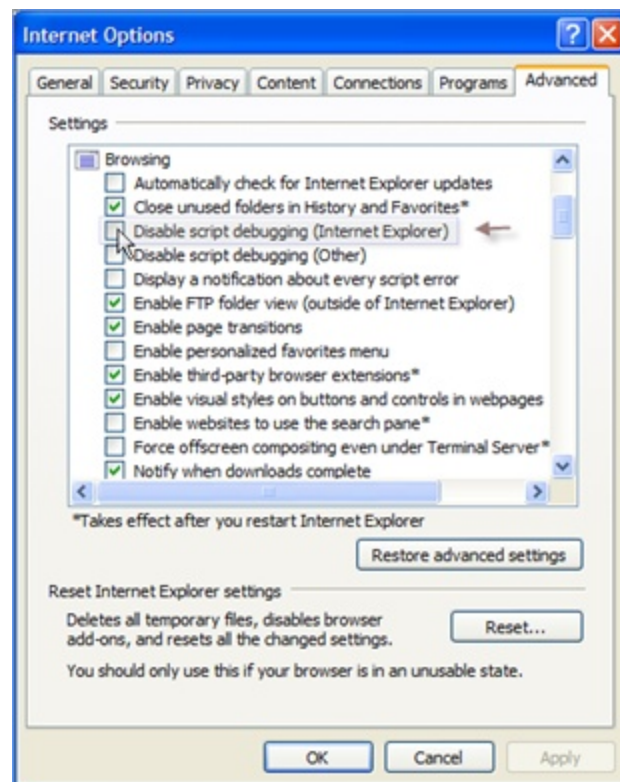 Internet Options
General Security Privacy Content Connections Programs Advanced
Settings
Browsing
Automatically check for Internet Explorer updates
Close unused folders in History and Favorites*
Disable script debugging (Internet Explorer)
Disable script debugging (Other)
Display a notification about every script error
Enable FTP folder view (outside of Internet Explorer)
Enable page transitions
Enable personalized favorites menu
Enable third-party browser extensions*
Enable visual styles on buttons and controls in webpages
Enable websites to use the search pane*
Force offscreen compositing even under Terminal Server*
Notify when downloads complete
*Takes effect after you restart Internet Explorer
Restore advanced settings
Reset Internet Explorer settings
Deletes all temporary files, disables browser
add-ons, and resets all the changed settings.
Reset...
You should only use this if your browser is in an unusable state.
OK Cancel Apply